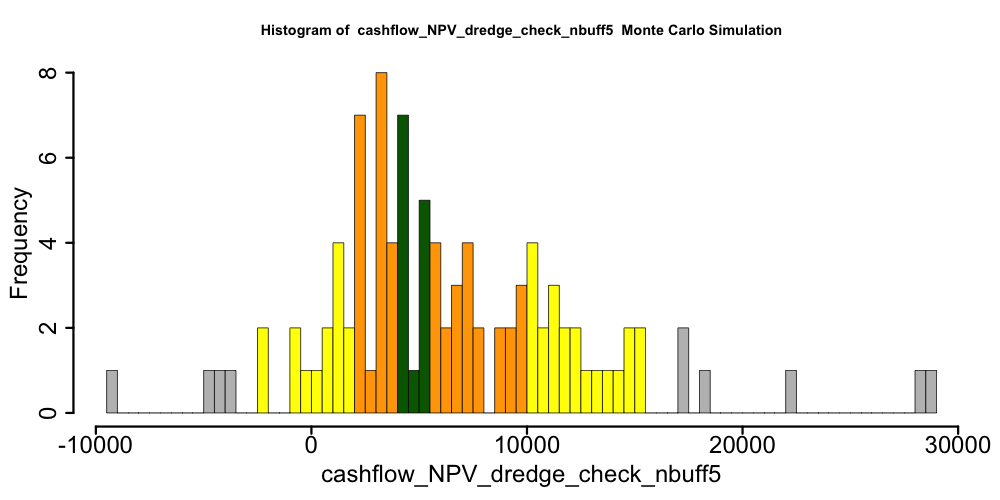 Histogram of  cashflow_NPV_dredge_check_nbuff5  Monte Carlo Simulation
8
6
4
2
0
Frequency
-10000 0 10000 20000 30000
cashflow_NPV_dredge_check_nbuff5